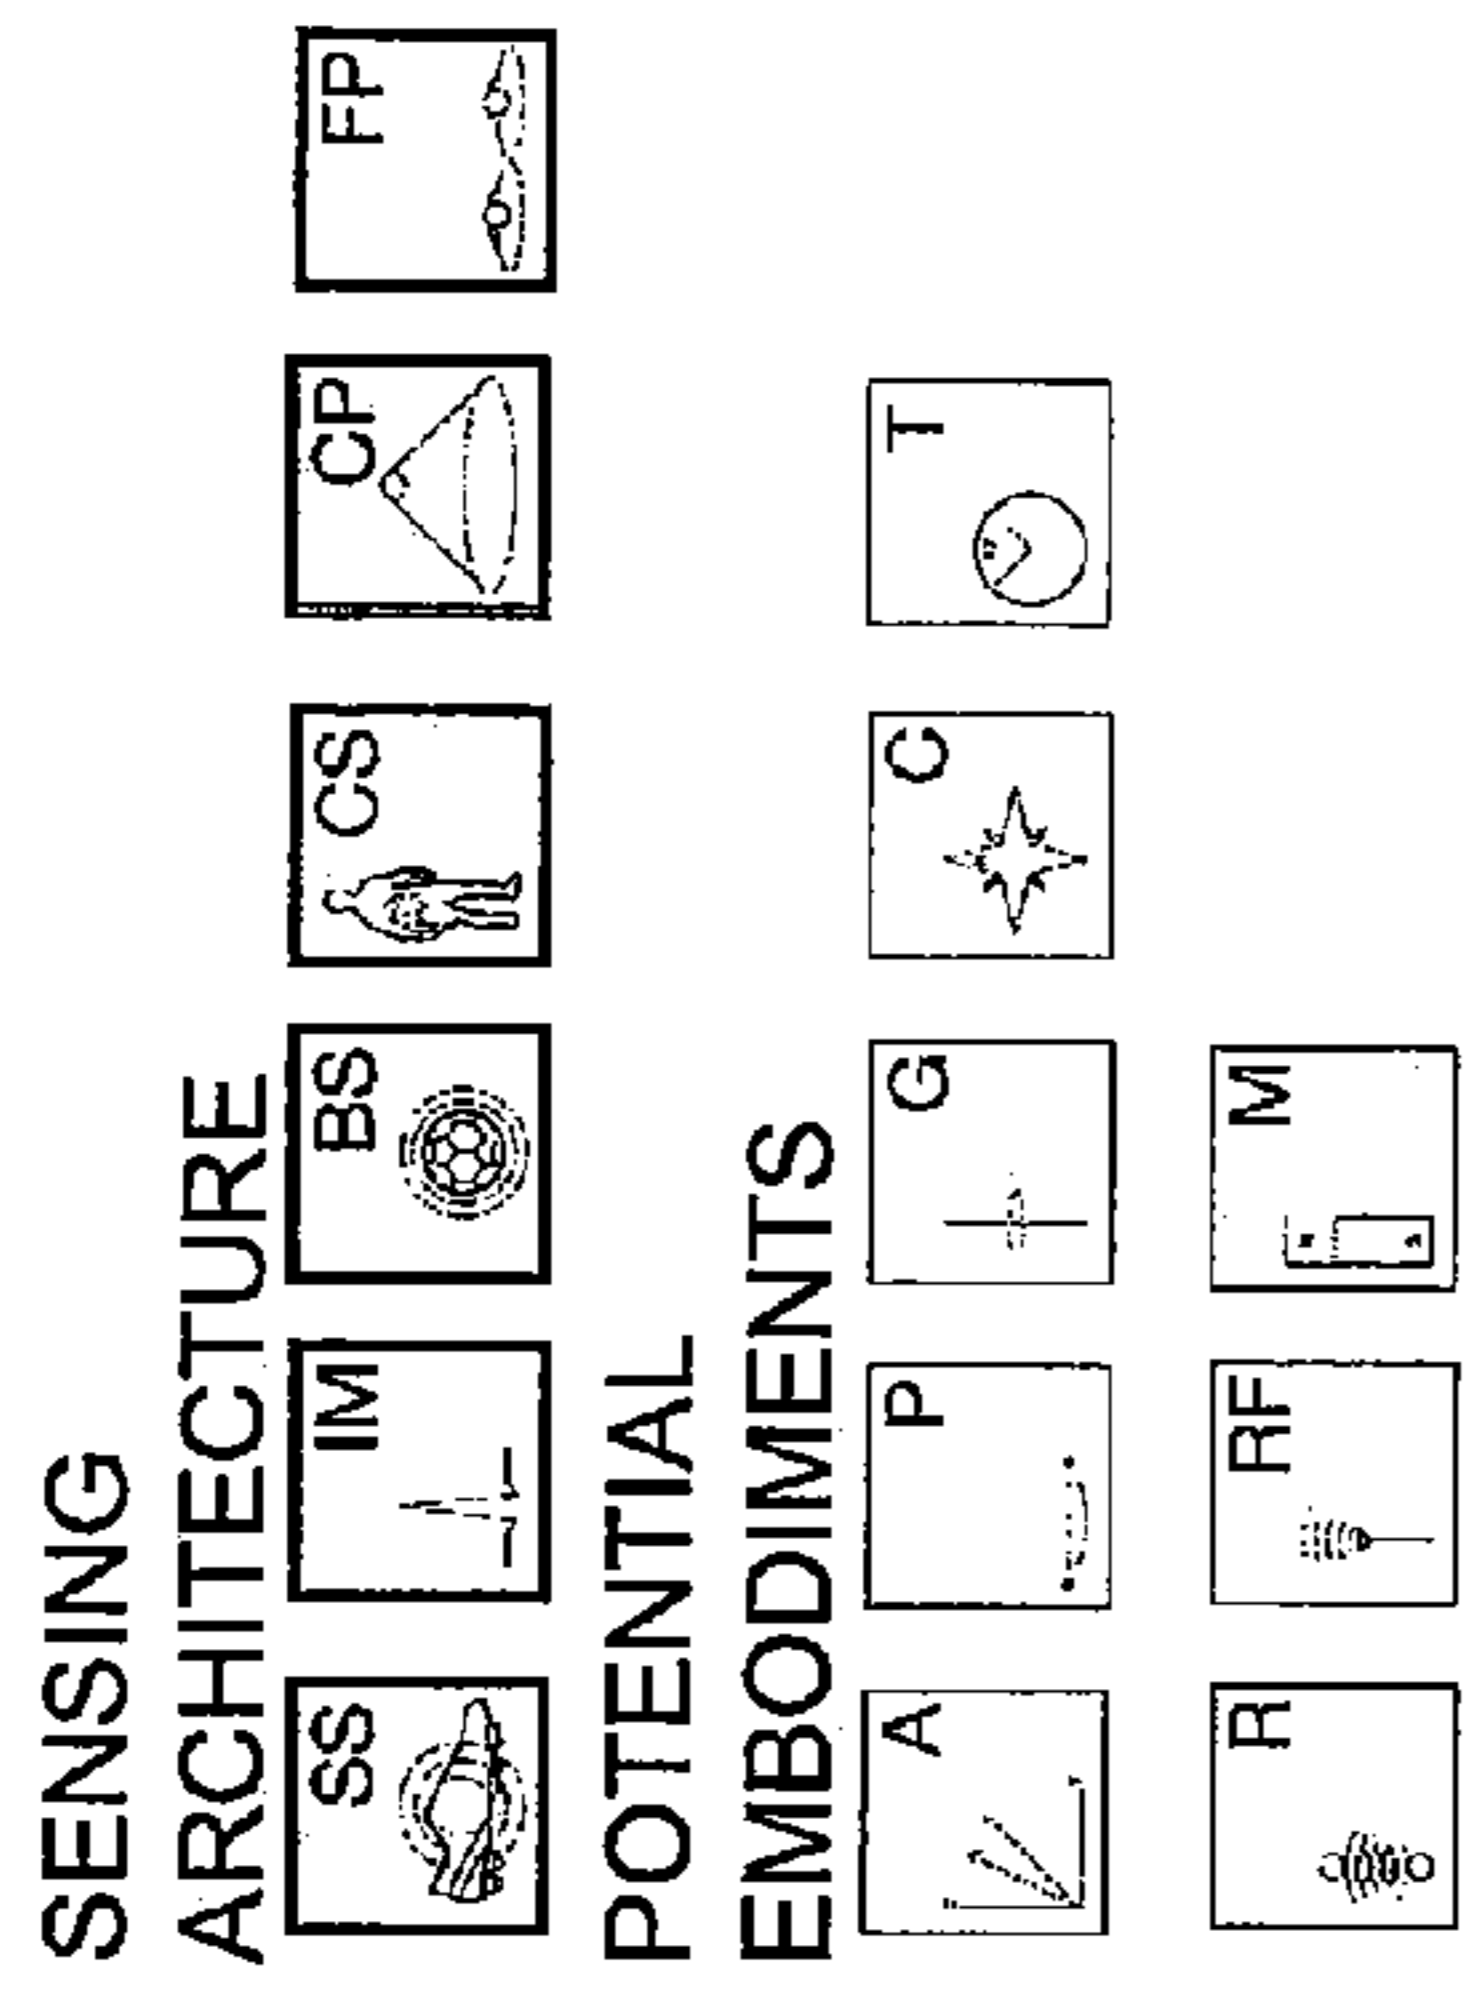 SENSING
ARCHITECTURE
SS IM BS CS CP FP
POTENTIAL
EMBODIMENTS
A P G C T
R RF M